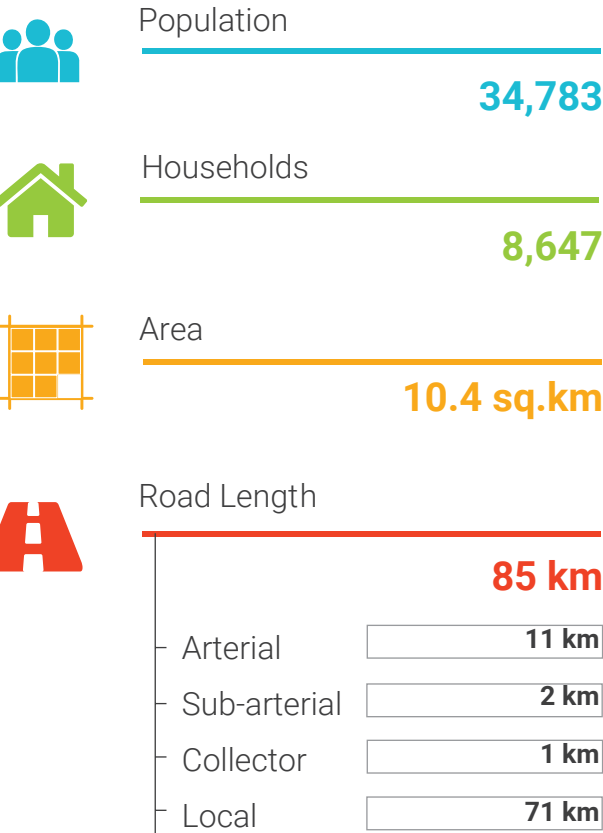 Population
34,783
Households
8,647
Area
10.4 sq.km
Road Length
85 km
Arterial 11 km
Sub-arterial 2 km
Collector 1 km
Local 71 km